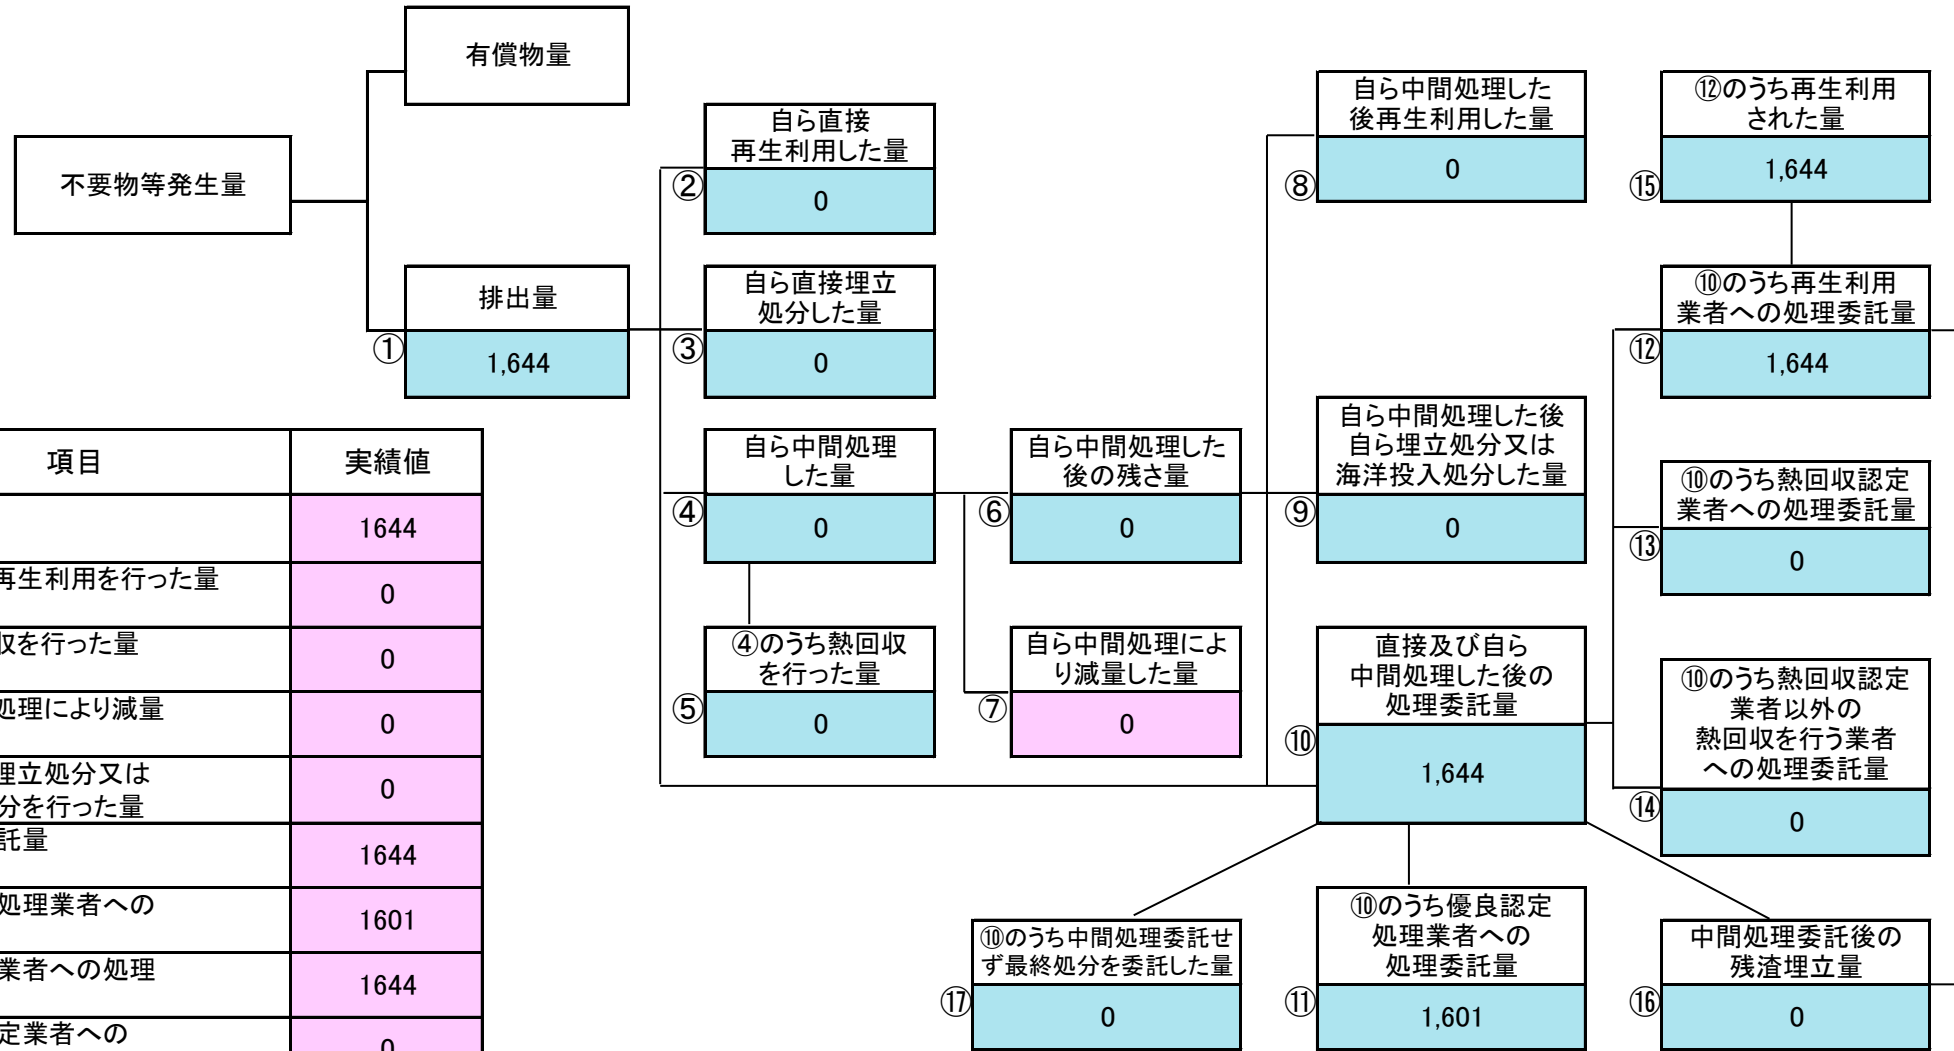 有償物量
不要物等発生量
排出量
①
1,644
自ら直接
再生利用した量
②
0
自ら直接埋立
処分した量
③
0
自ら中間処理
した量
④
0
④のうち熱回収
を行った量
⑤
0
自ら中間処理した
後の残さ量
⑥
0
自ら中間処理によ
り減量した量
⑦
0
自ら中間処理した
後再生利用した量
⑧
0
自ら中間処理した後
自ら埋立処分又は
海洋投入処分した量
⑨
0
直接及び自ら
中間処理した後の
処理委託量
⑩
1,644
⑫のうち再生利用
された量
⑮
1,644
⑩のうち再生利用
業者への処理委託量
⑫
1,644
⑩のうち熱回収認定
業者への処理委託量
⑬
0
⑩のうち熱回収認定
業者以外の
熱回収を行う業者
への処理委託量
⑭
0
⑩のうち中間処理委託せ
ず最終処分を委託した量
⑰
0
⑩のうち優良認定
処理業者への
処理委託量
⑪
1,601
中間処理委託後の
残渣埋立量
⑯
0
項目 実績値
1644
再生利用を行った量
0
収を行った量
0
処理により減量
0
埋立処分又は
分を行った量
0
託量
1644
処理業者への
1601
業者への処理
1644
定業者への
0